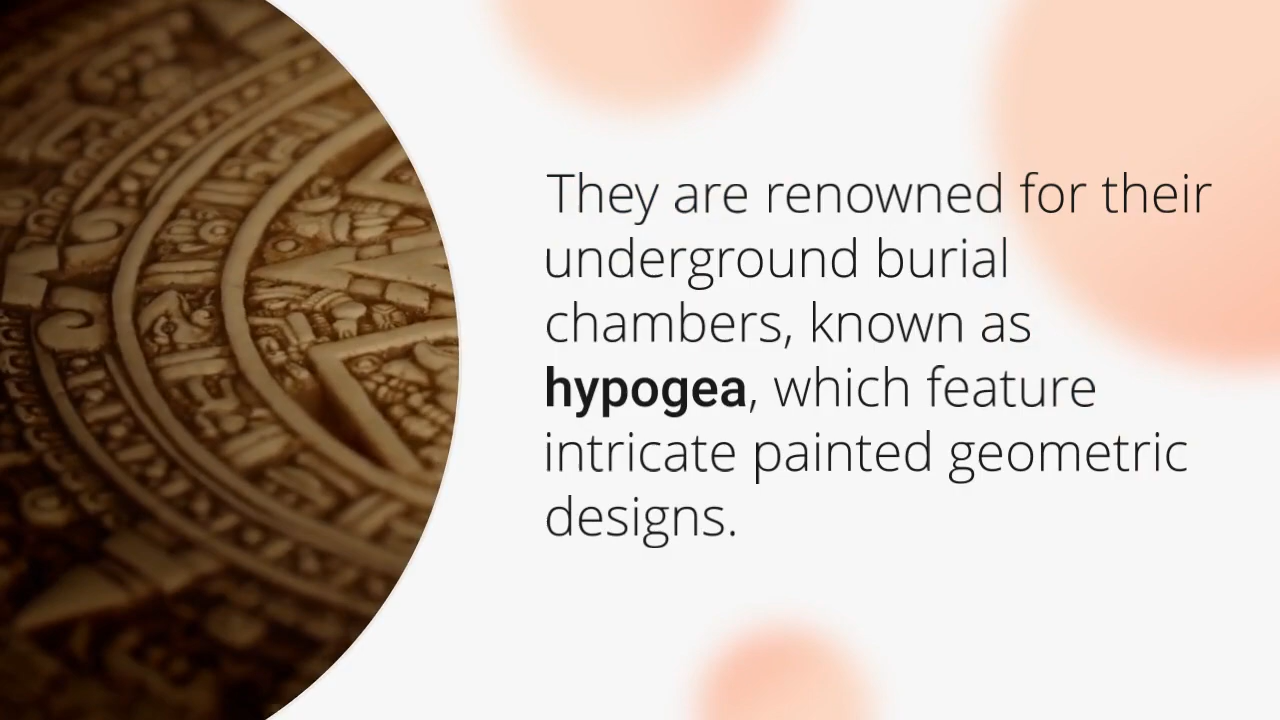 They are renowned for their
underground burial
chambers, known as
hypogea, which feature
intricate painted geometric
designs.